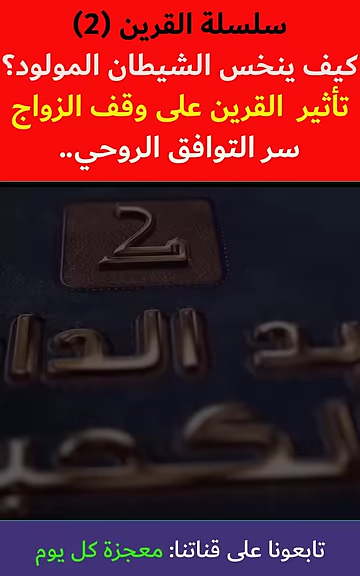 سلسلة القرين (2)
كيف ينخس الشيطان المولود؟
تأثير القرين على وقف الزواج
سر التوافق الروحي..
2
تابعونا على قناتنا: معجزة كل يوم